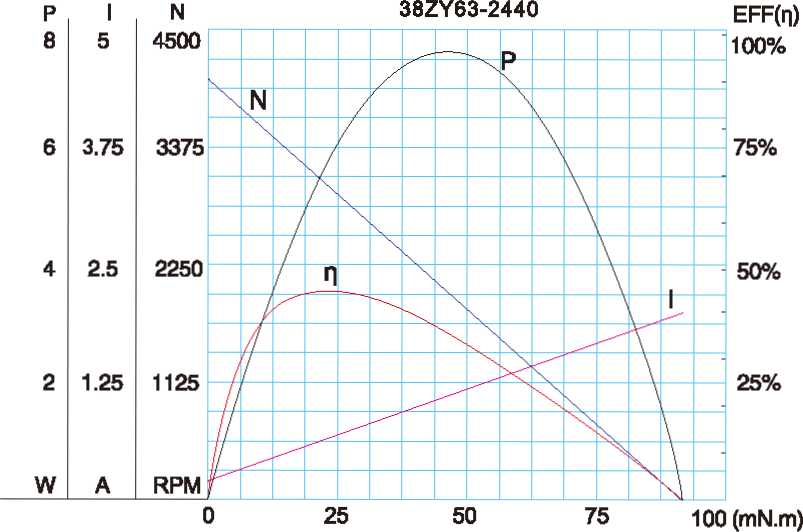 38ZY63-2440
P I N EFF(η)
8 5 4500 100%
P
N
6 3.75 3375 75%
4 2.5 2250 50%
η
I
2 1.25 1125 25%
W A RPM
0 25 50 75 100 (mN.m)